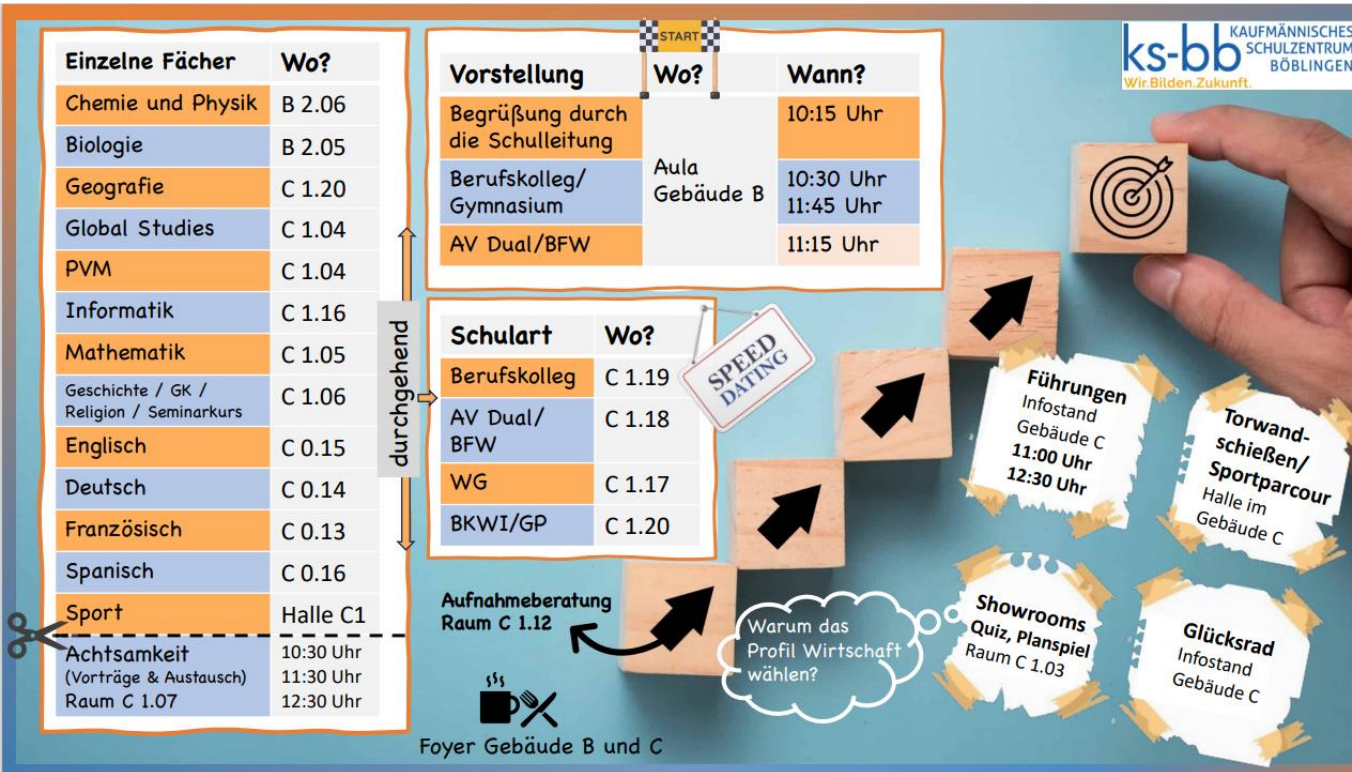 Einzelne Fächer Wo?
Chemie und Physik B 2.06
Biologie B 2.05
Geografie C 1.20
Global Studies C 1.04
PVM C 1.04
Informatik C 1.16
Mathematik C 1.05
Geschichte / GK /
Religion / Seminarkurs C 1.06
Englisch C 0.15
Deutsch C 0.14
Französisch C 0.13
Spanisch C 0.16
Sport Halle C1
Achtsamkeit 10:30 Uhr
(Vorträge & Austausch) 11:30 Uhr
Raum C 1.07 12:30 Uhr
durchgehend
START
Vorstellung Wo? Wann?
Begrüßung durch 10:15 Uhr
die Schulleitung
Aula
Gebäude B
Berufskolleg/ 10:30 Uhr
Gymnasium 11:45 Uhr
AV Dual/BFW 11:15 Uhr
Schulart Wo?
Berufskolleg C 1.19
AV Dual/ C 1.18
BFW
WG C 1.17
BKWI/GP C 1.20
SPEED
DATING
Aufnahmeberatung
Raum C 1.12
Foyer Gebäude B und C
ks-bb KAUFMÄNNISCHES
SCHULZENTRUM
BÖBLINGEN
Wir.Bilden.Zukunft.
Führungen
Infostand
Gebäude C
11:00 Uhr
12:30 Uhr
Torwand-
schießen/
Sportparcour
Halle im
Gebäude C
Warum das
Profil Wirtschaft
wählen?
Showrooms
Quiz, Planspiel
Raum C 1.03
Glücksrad
Infostand
Gebäude C